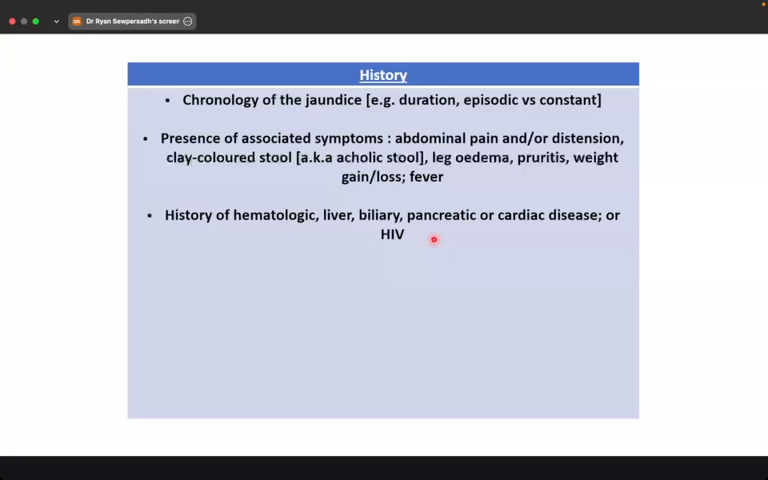 Dr Ryan Sewpersadh's screen
History
• Chronology of the jaundice [e.g. duration, episodic vs constant]
• Presence of associated symptoms : abdominal pain and/or distension,
clay-coloured stool [a.k.a acholic stool], leg oedema, pruritis, weight
gain/loss; fever
• History of hematologic, liver, biliary, pancreatic or cardiac disease; or
HIV